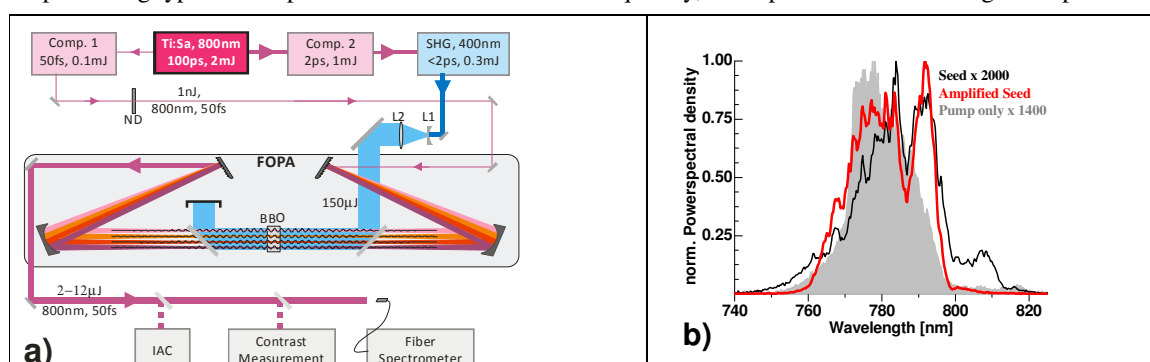 Comp. 1
50fs, 0.1mJ
Ti:Sa, 800nm
100ps, 2mJ
Comp. 2
2ps, 1mJ
SHG, 400nm
<2ps, 0.3mJ
1nJ,
800nm, 50fs
ND
L2
L1
FOPA
150µJ
BBO
2–12µJ
800nm, 50fs
IAC
Contrast
Measurement
Fiber
Spectrometer
a)
norm. Powerspectral density
1.00
0.75
0.50
0.25
Seed x 2000
Amplified Seed
Pump only x 1400
740
760
780
800
820
Wavelength [nm]
b)